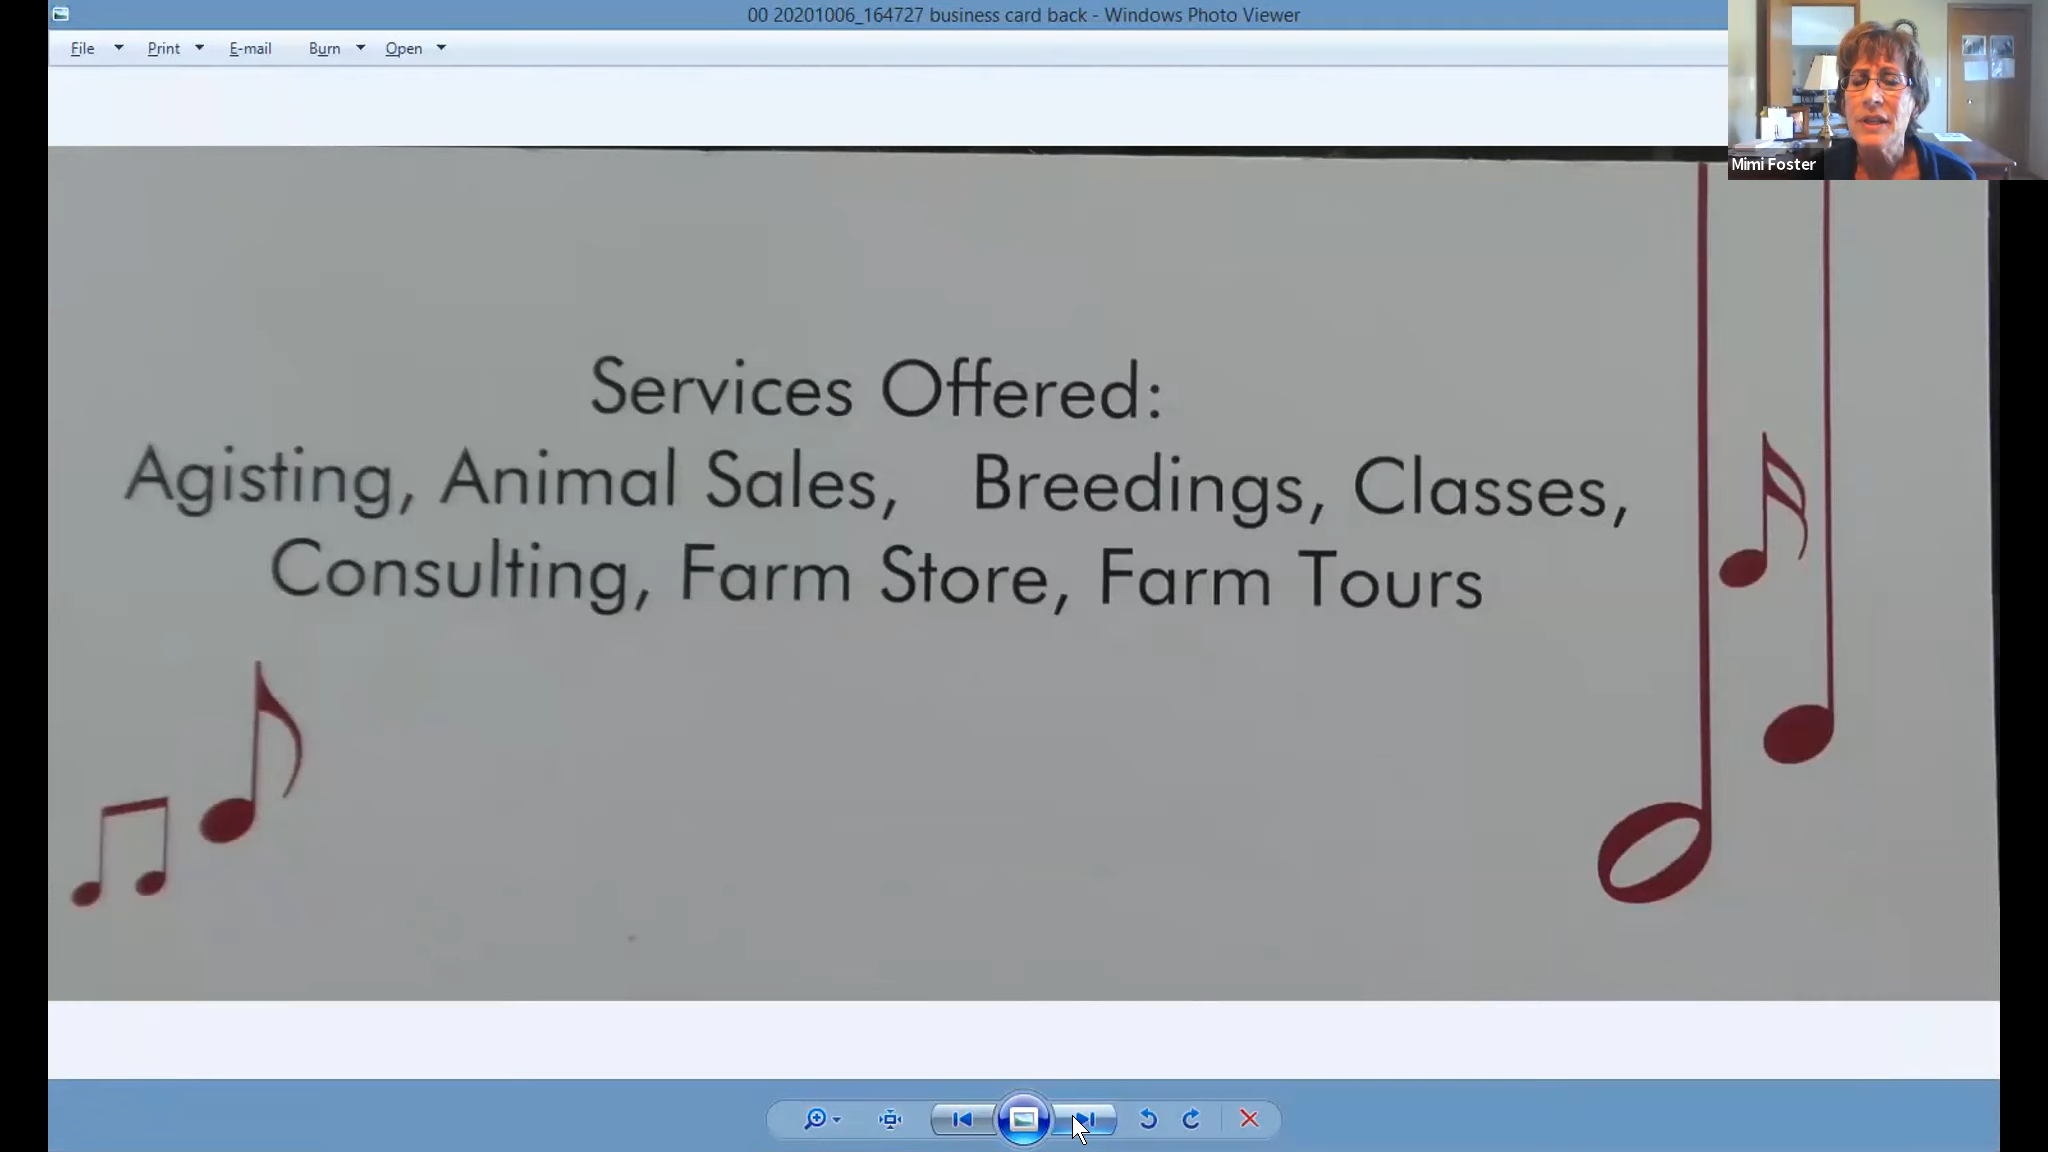 00 20201006_164727 business card back - Windows Photo Viewer
File Print E-mail Burn Open
Mimi Foster
Services Offered:
Agisting, Animal Sales, Breedings, Classes,
Consulting, Farm Store, Farm Tours